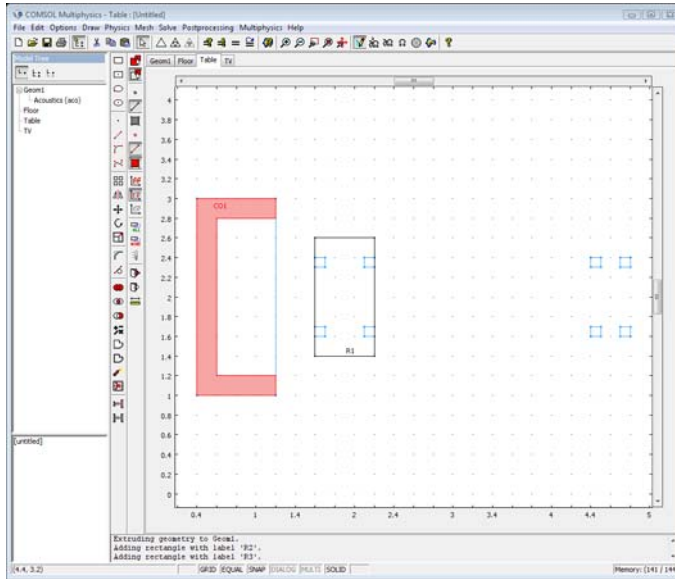 COMSOL Multiphysics - Table : [Untitled]
File Edit Options Draw Physics Mesh Solve Postprocessing Multiphysics Help
Model Tree
Geom1 Floor Table TV
Geom1
Acoustics (aco)
Floor
Table
TV
4
3.8
3.6
3.4
3.2
3
CO1
2.8
2.6
2.4
2.2
2
1.8
1.6
1.4
R1
1.2
1
0.8
0.6
0.4
0.2
0
0.4 1 1.4 2 2.4 3 3.4 4 4.4 5
[untitled]
Extruding geometry to Geom1.
Adding rectangle with label 'R2'.
Adding rectangle with label 'R3'.
(4.4, 3.2) GRID EQUAL SNAP DIALOG MULTI SOLID Memory: (141 / 144